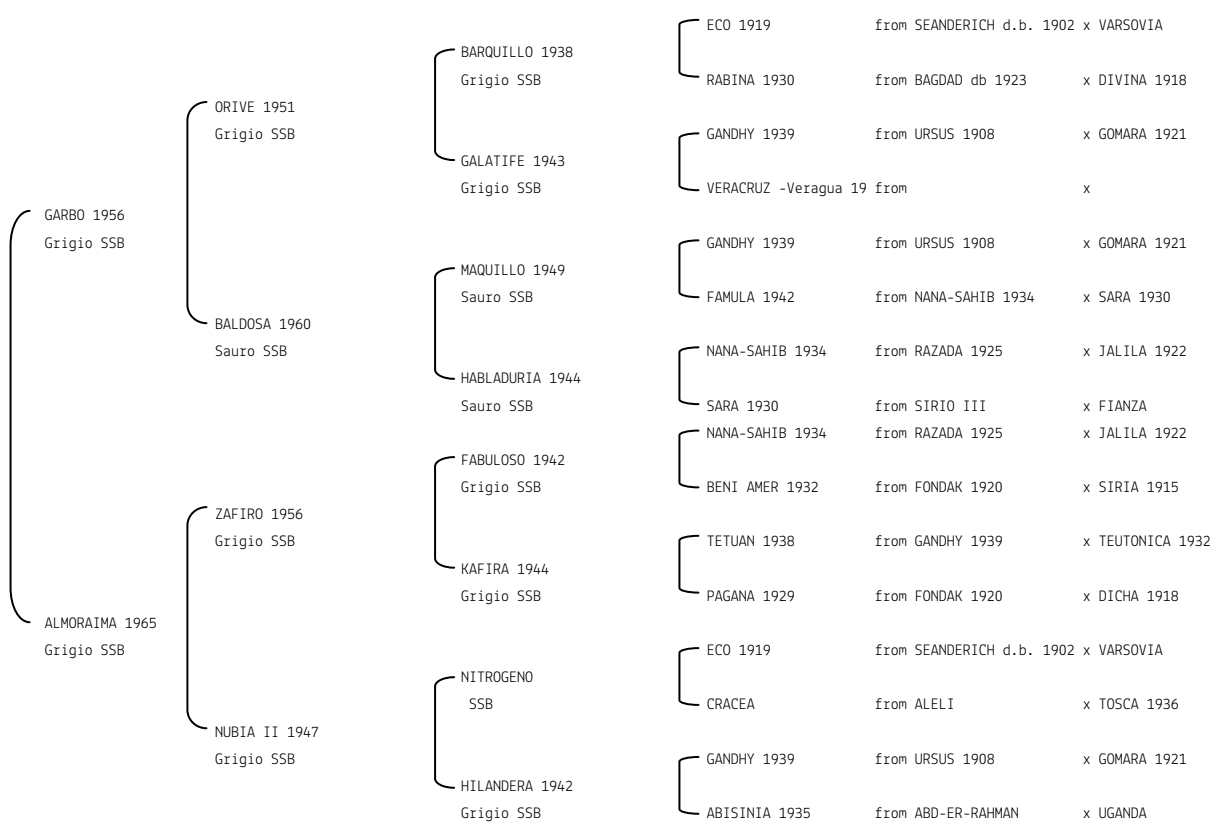 ECO 1919 from SEANDERICH d.b. 1902 x VARSOVIA
BARQUILLO 1938
Grigio SSB RABINA 1930 from BAGDAD db 1923 x DIVINA 1918
ORIVE 1951
Grigio SSB GANDHY 1939 from URSUS 1908 x GOMARA 1921
GALATIFE 1943
Grigio SSB VERACRUZ -Veragua 19 from x
GARBO 1956
Grigio SSB GANDHY 1939 from URSUS 1908 x GOMARA 1921
MAQUILLO 1949
Sauro SSB FAMULA 1942 from NANA-SAHIB 1934 x SARA 1930
BALDOSA 1960
Sauro SSB NANA-SAHIB 1934 from RAZADA 1925 x JALILA 1922
HABLADURIA 1944
Sauro SSB SARA 1930 from SIRIO III x FIANZA
NANA-SAHIB 1934 from RAZADA 1925 x JALILA 1922
FABULOSO 1942
Grigio SSB BENI AMER 1932 from FONDAK 1920 x SIRIA 1915
ZAFIRO 1956
Grigio SSB TETUAN 1938 from GANDHY 1939 x TEUTONICA 1932
KAFIRA 1944
Grigio SSB PAGANA 1929 from FONDAK 1920 x DICHA 1918
ALMORAIMA 1965
Grigio SSB ECO 1919 from SEANDERICH d.b. 1902 x VARSOVIA
NITROGENO
SSB CRACEA from ALELI x TOSCA 1936
NUBIA II 1947
Grigio SSB GANDHY 1939 from URSUS 1908 x GOMARA 1921
HILANDERA 1942
Grigio SSB ABISINIA 1935 from ABD-ER-RAHMAN x UGANDA